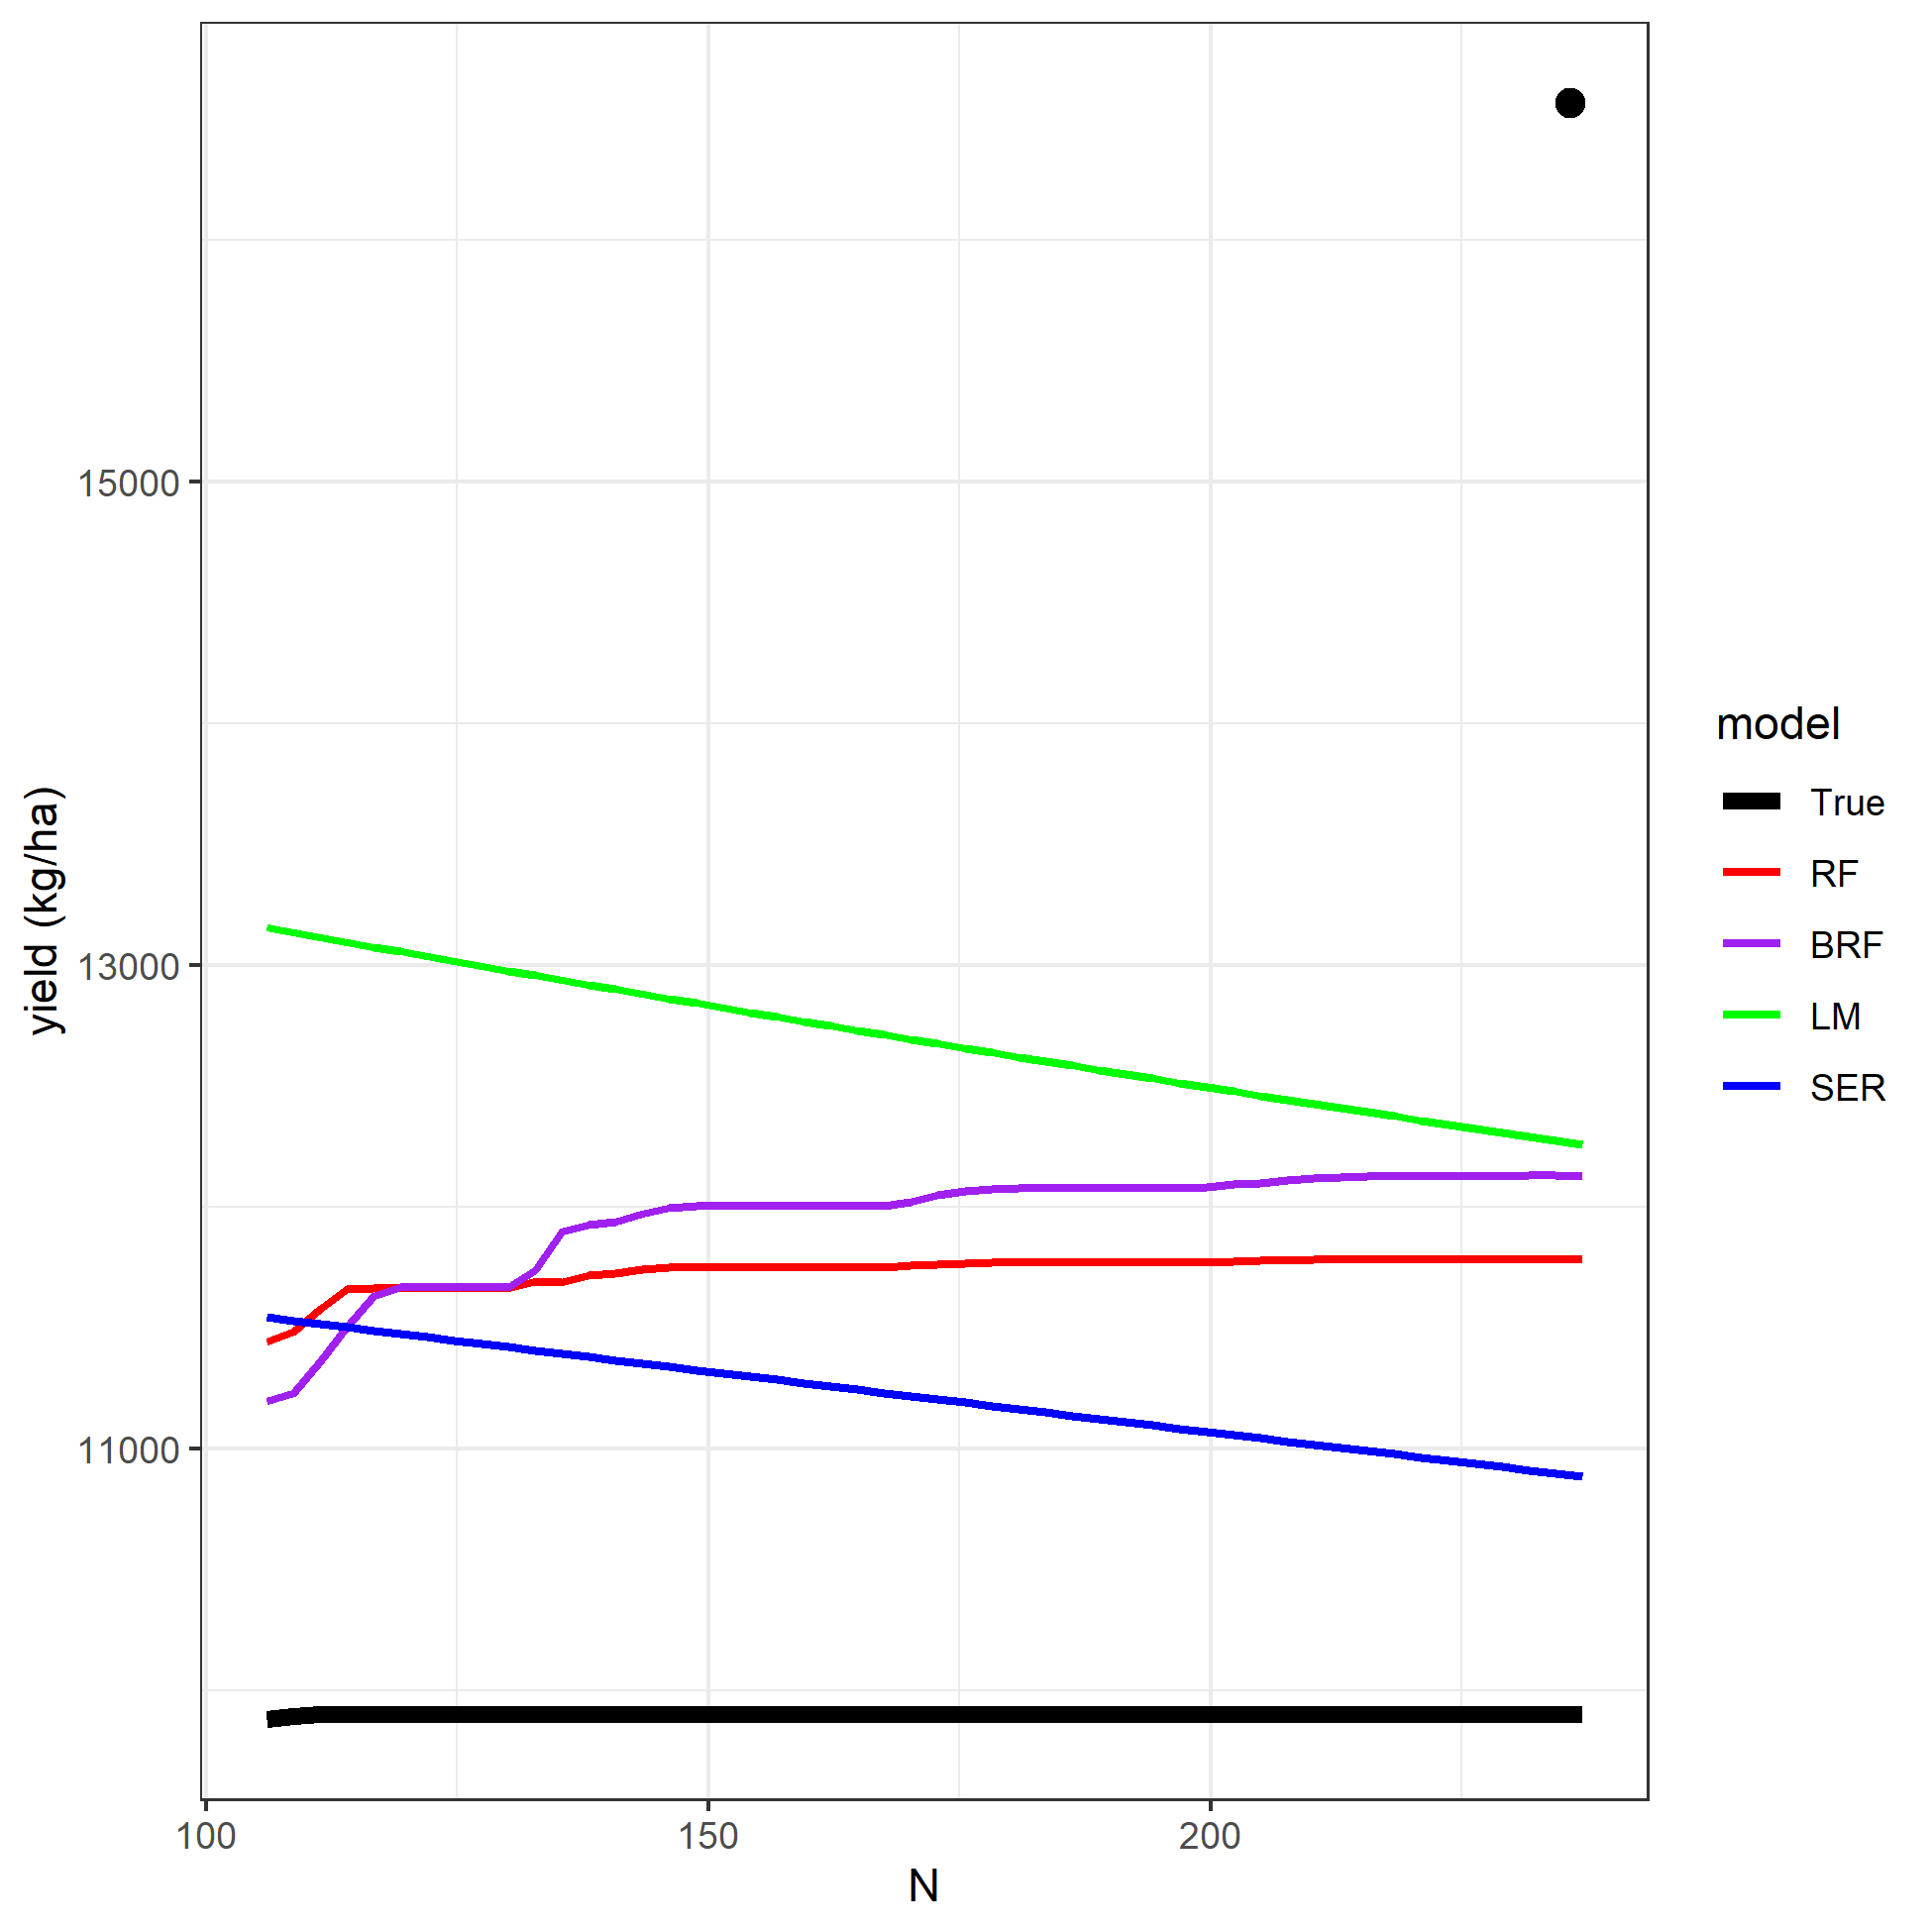 15000
13000
11000
yield (kg/ha)
100
150
200
N
model
True
RF
BRF
LM
SER